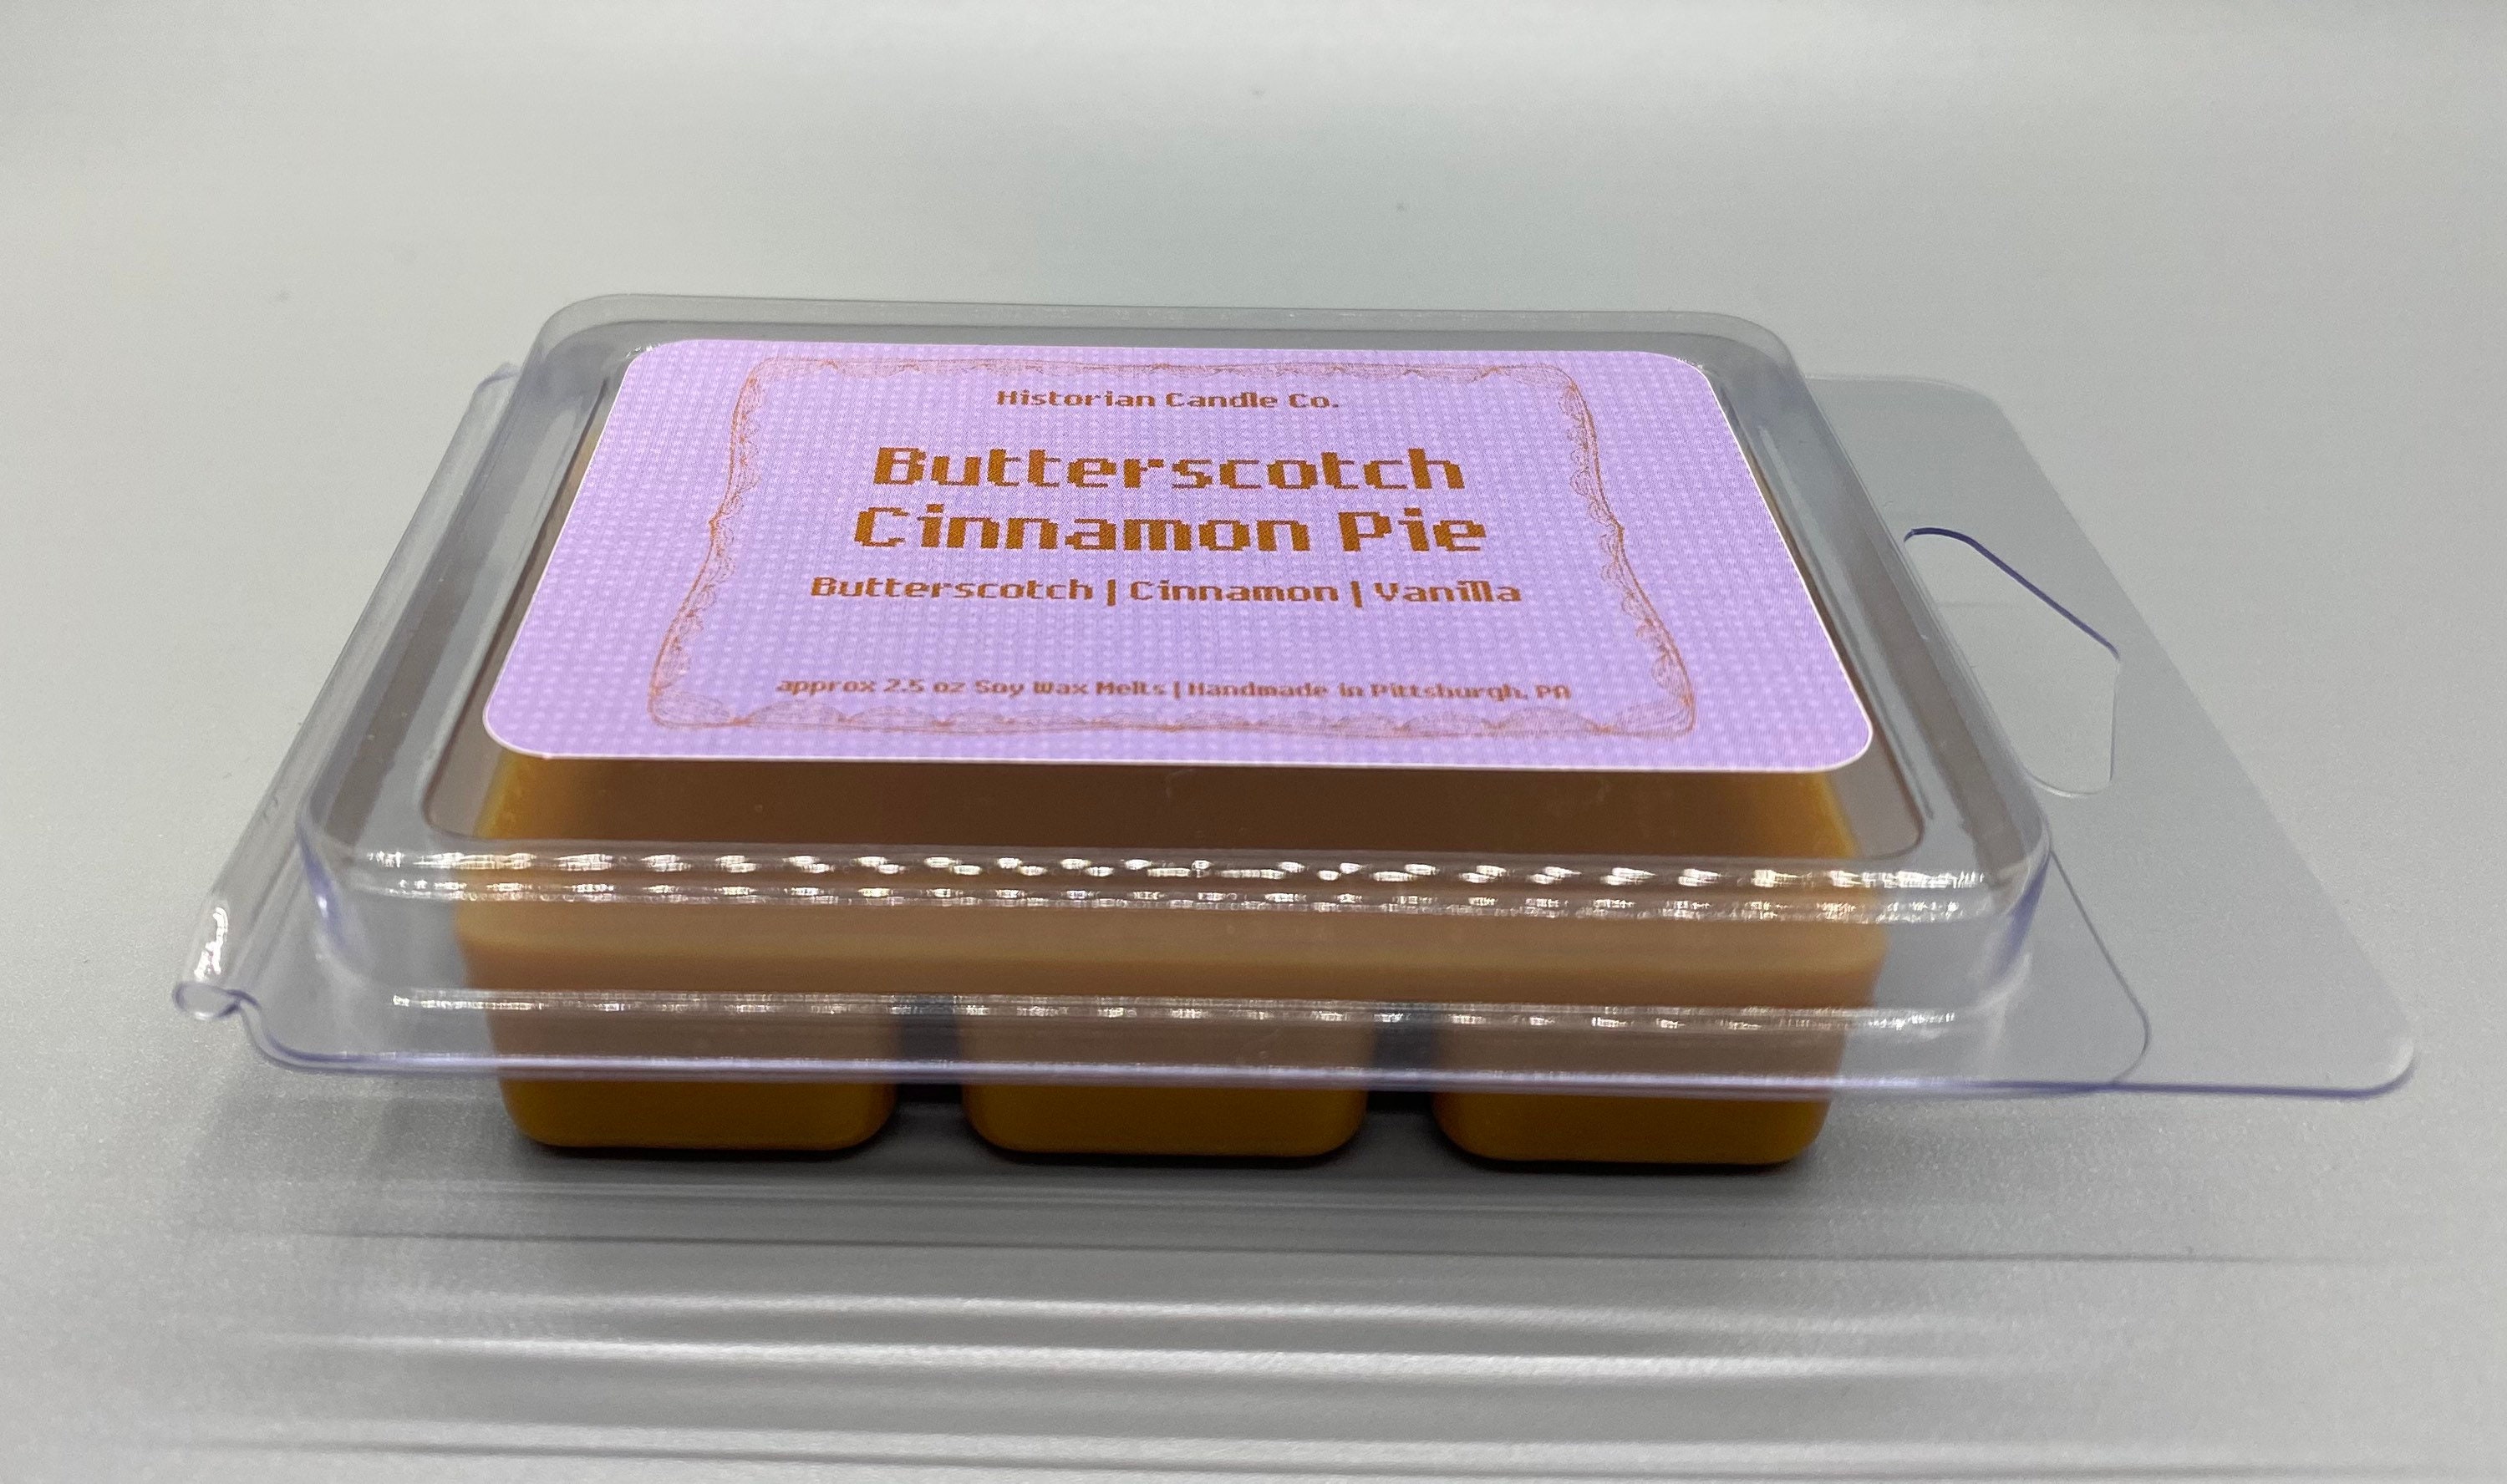 Historian Candle Co.
Butterscotch
Cinnamon Pie
Butterscotch | Cinnamon | Vanilla
approx 2.5 oz Soy Wax Melts | Handmade in Pittsburgh, PA